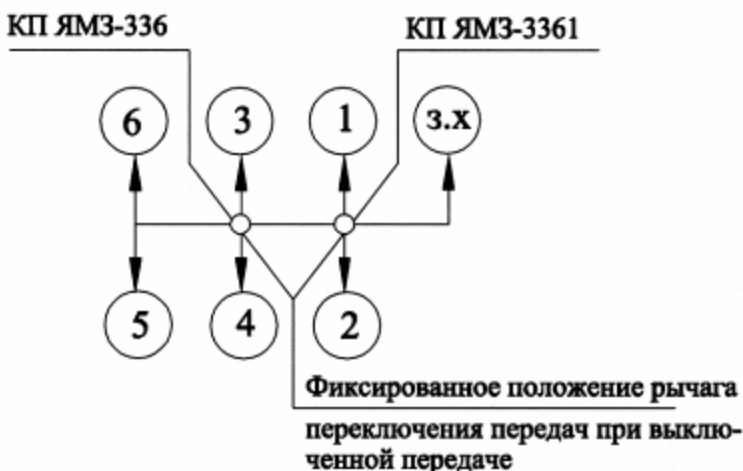 КП ЯМЗ-336
КП ЯМЗ-3361
6 3 1 з.х
5 4 2
Фиксированное положение рычага
переключения передач при выклю-
ченной передаче